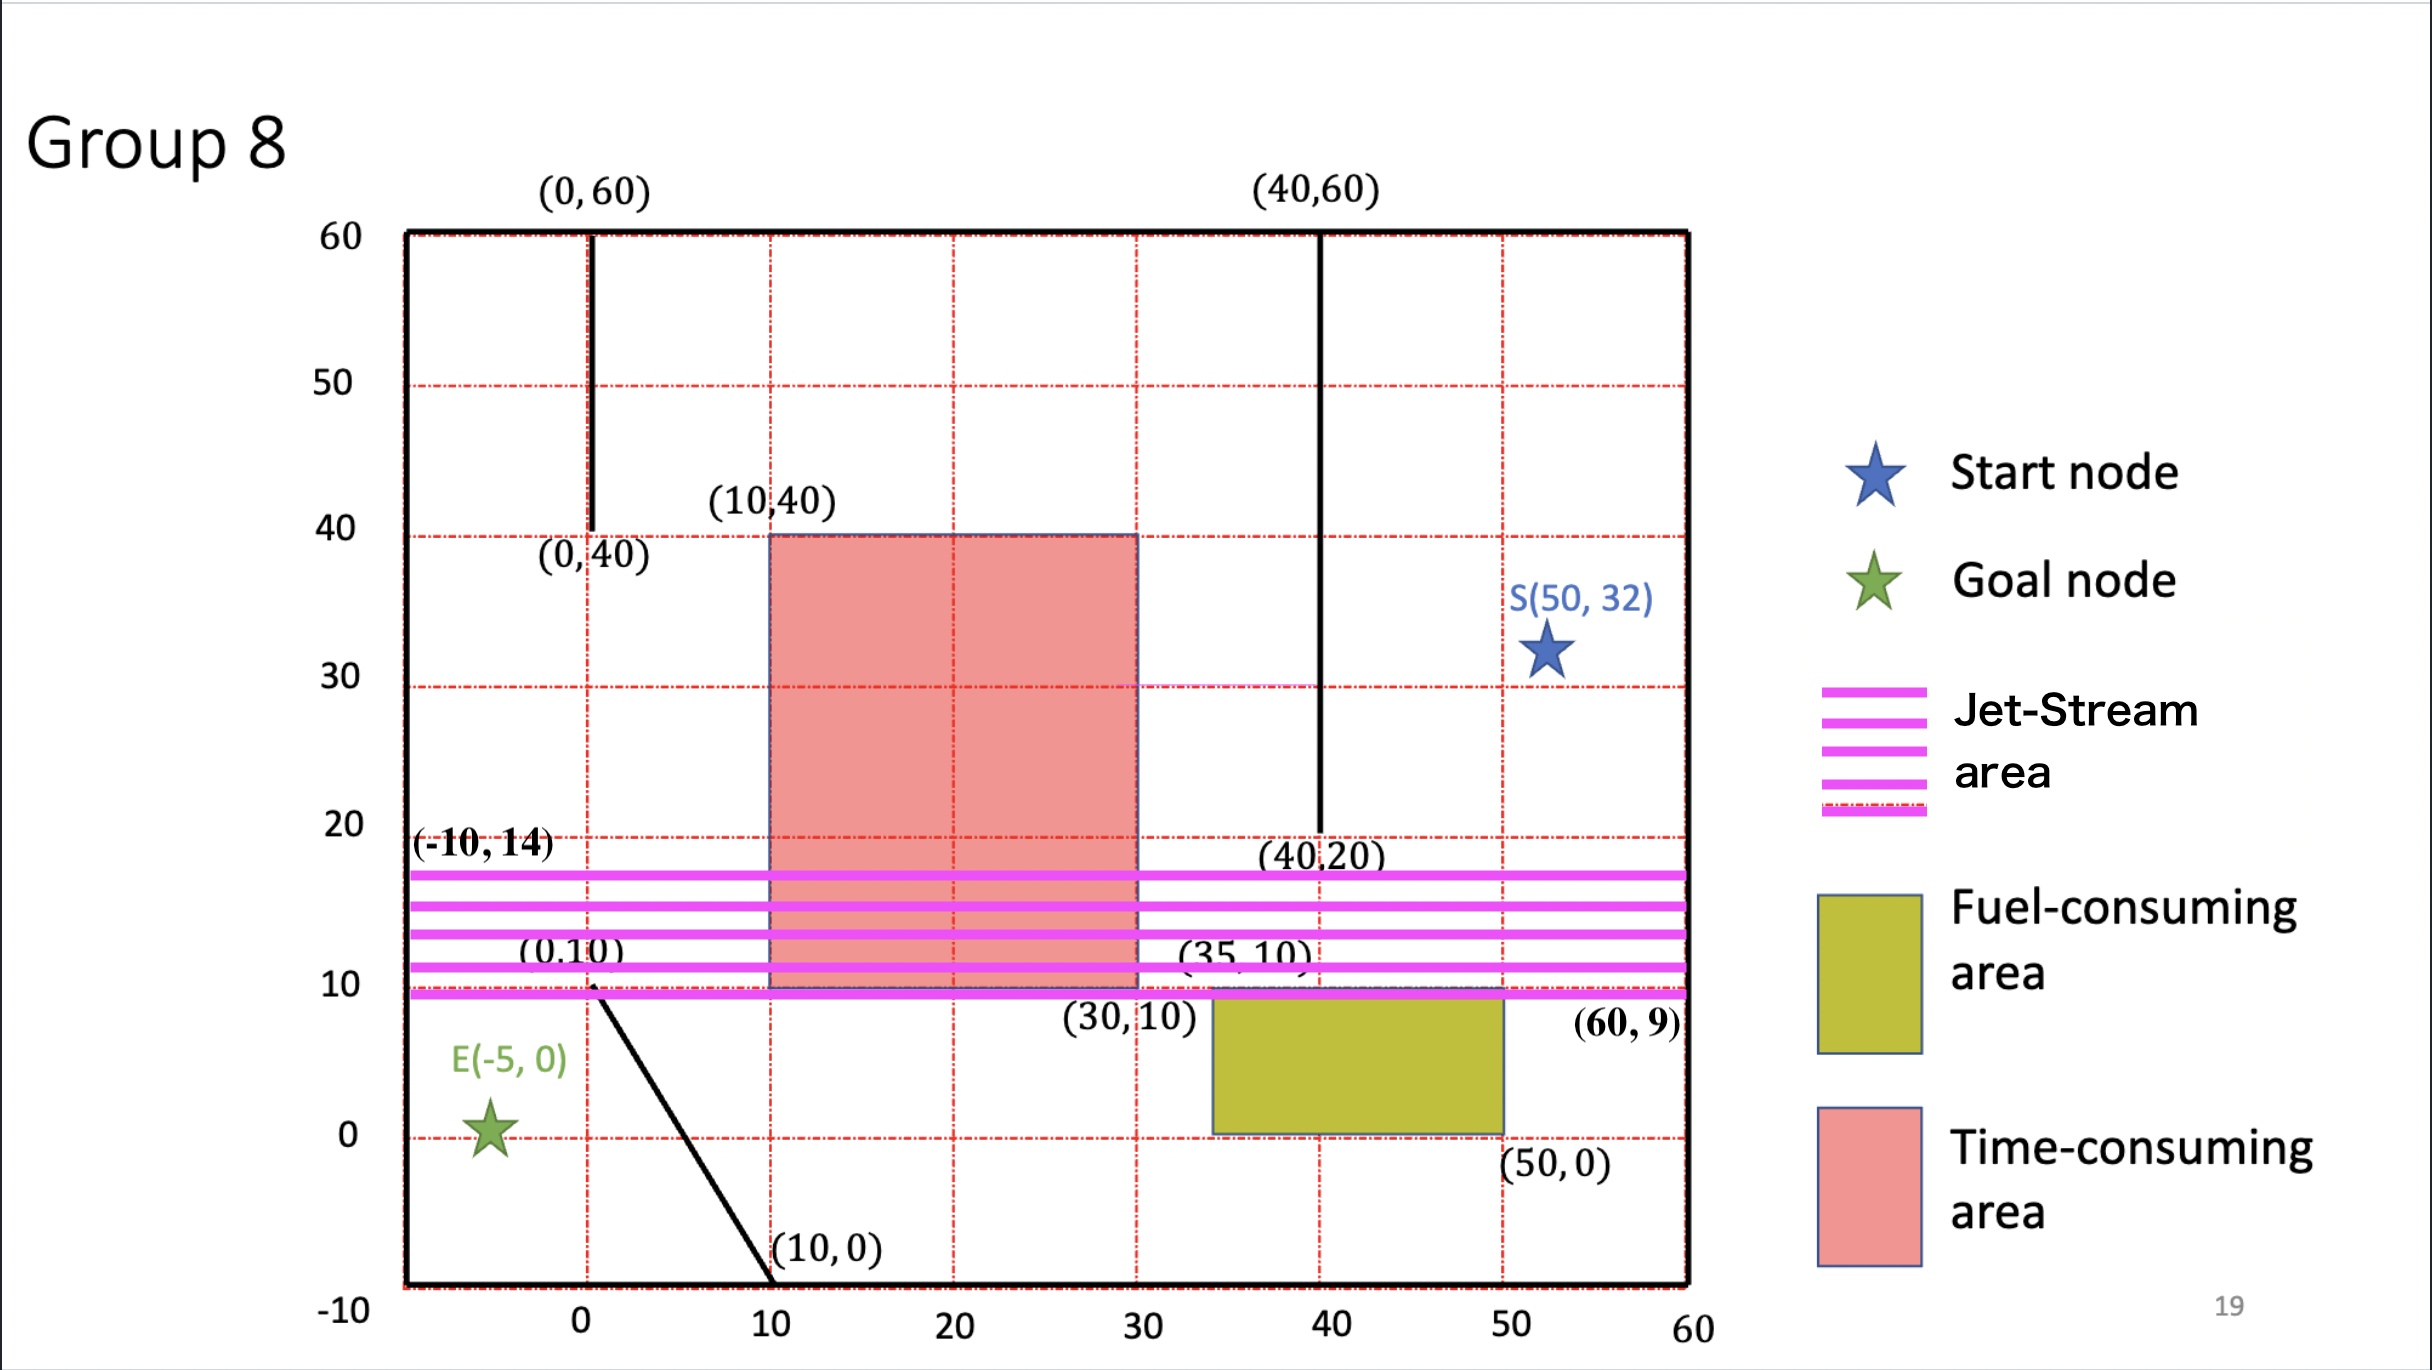 Group 8
(0, 60)
(40,60)
60
50
(10,40)
40
(0, 40)
S(50, 32)
30
20
(-10, 14)
(40,20)
(0,10)
(35, 10)
10
(30, 10)
(60, 9)
E(-5, 0)
0
(50, 0)
(10, 0)
-10
0
10
20
30
40
50
60
Start node
Goal node
Jet-Stream
area
Fuel-consuming
area
Time-consuming
area
19